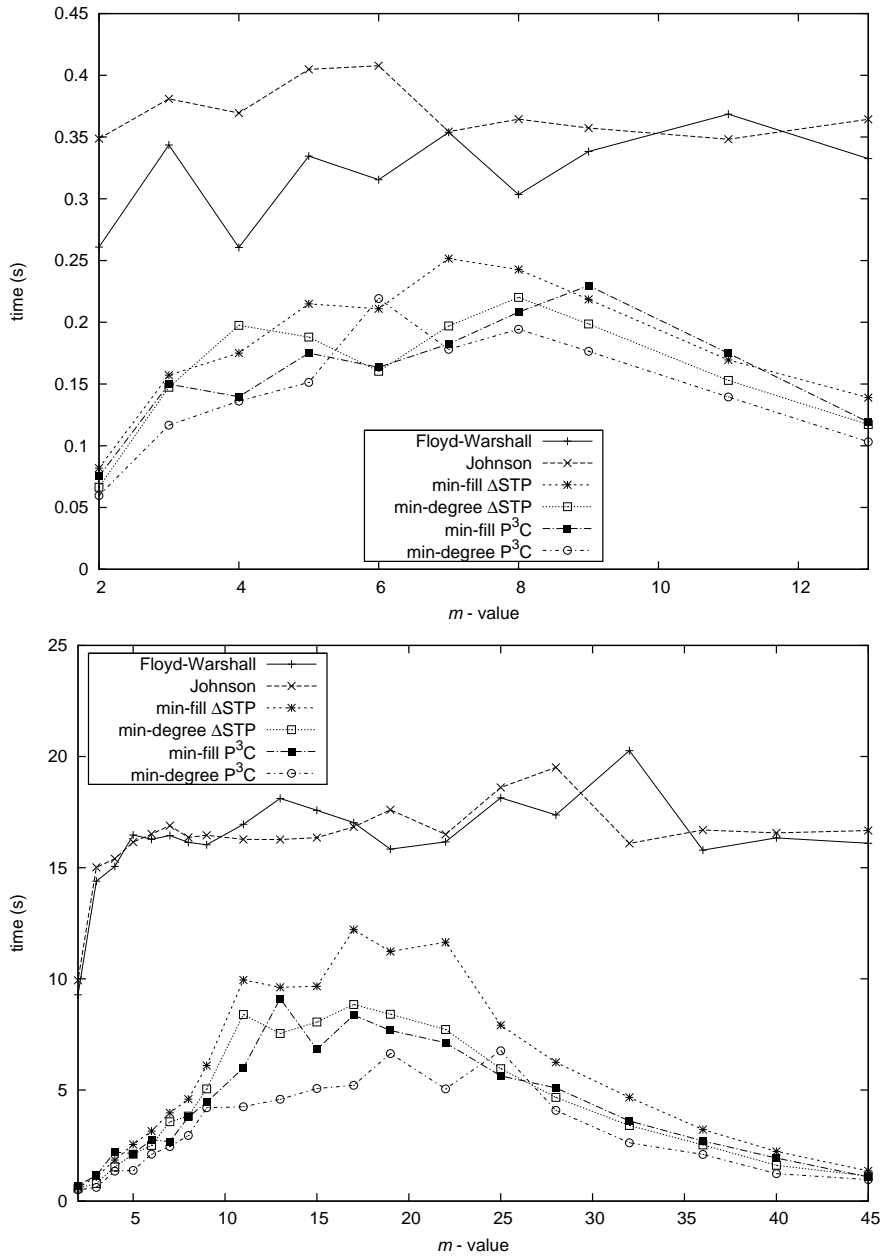 0.45
0.4
0.35
0.3
0.25
0.2
0.15
0.1
0.05
0
time (s)
Floyd-Warshall
Johnson
min-fill ΔSTP
min-degree ΔSTP
min-fill P³C
min-degree P³C
2 4 6 8 10 12
m - value
25
20
15
10
5
0
time (s)
Floyd-Warshall
Johnson
min-fill ΔSTP
min-degree ΔSTP
min-fill P³C
min-degree P³C
5 10 15 20 25 30 35 40 45
m - value